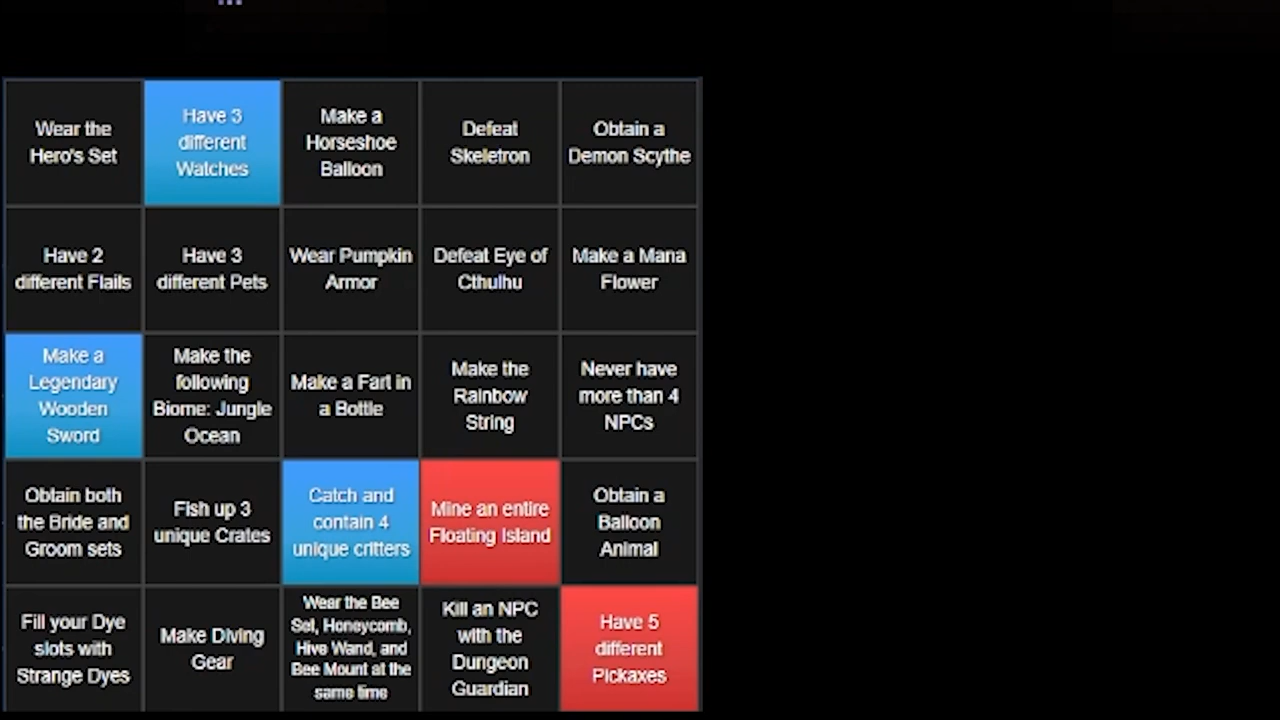 Wear the
Hero's Set
Have 3
different
Watches
Make a
Horseshoe
Balloon
Defeat
Skeletron
Obtain a
Demon Scythe
Have 2
different Flails
Have 3
different Pets
Wear Pumpkin
Armor
Defeat Eye of
Cthulhu
Make a Mana
Flower
Make a
Legendary
Wooden
Sword
Make the
following
Biome: Jungle
Ocean
Make a Fart in
a Bottle
Make the
Rainbow
String
Never have
more than 4
NPCs
Obtain both
the Bride and
Groom sets
Fish up 3
unique Crates
Catch and
contain 4
unique critters
Mine an entire
Floating Island
Obtain a
Balloon
Animal
Fill your Dye
slots with
Strange Dyes
Make Diving
Gear
Wear the Bee
Set, Honeycomb,
Hive Wand, and
Bee Mount at the
same time
Kill an NPC
with the
Dungeon
Guardian
Have 5
different
Pickaxes